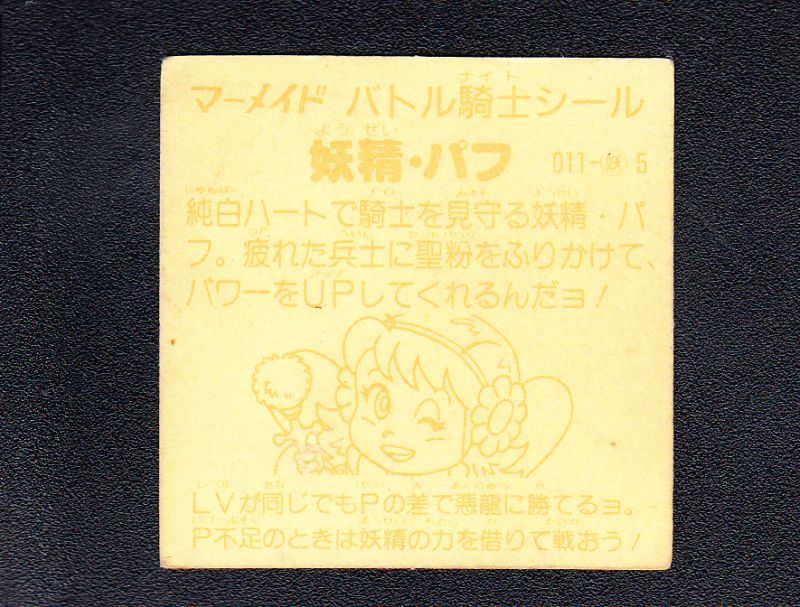 マーメイド バトル騎士シール
ナイト
妖精・パフ 011-妖 5
ようせい
純白ハートで騎士を見守る妖精・パ
フ。疲れた兵士に聖粉をふりかけて、
パワーをUPしてくれるんだョ!
LVが同じでもPの差で悪龍に勝てるョ。
P不足のときは妖精の力を借りて戦おう!